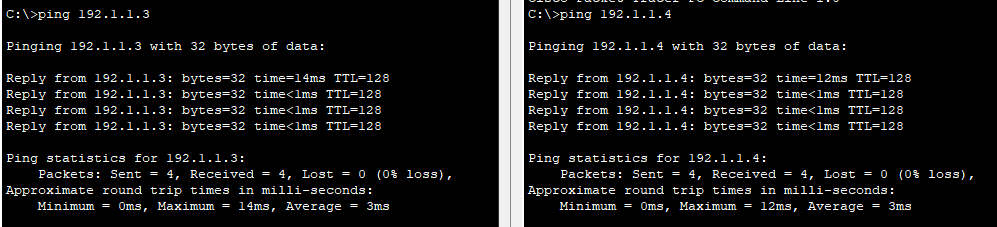 C:\>ping 192.1.1.3
Pinging 192.1.1.3 with 32 bytes of data:
Reply from 192.1.1.3: bytes=32 time=14ms TTL=128
Reply from 192.1.1.3: bytes=32 time<1ms TTL=128
Reply from 192.1.1.3: bytes=32 time<1ms TTL=128
Reply from 192.1.1.3: bytes=32 time<1ms TTL=128
Ping statistics for 192.1.1.3:
Packets: Sent = 4, Received = 4, Lost = 0 (0% loss),
Approximate round trip times in milli-seconds:
Minimum = 0ms, Maximum = 14ms, Average = 3ms
C:\>ping 192.1.1.4
Pinging 192.1.1.4 with 32 bytes of data:
Reply from 192.1.1.4: bytes=32 time=12ms TTL=128
Reply from 192.1.1.4: bytes=32 time<1ms TTL=128
Reply from 192.1.1.4: bytes=32 time<1ms TTL=128
Reply from 192.1.1.4: bytes=32 time<1ms TTL=128
Ping statistics for 192.1.1.4:
Packets: Sent = 4, Received = 4, Lost = 0 (0% loss),
Approximate round trip times in milli-seconds:
Minimum = 0ms, Maximum = 12ms, Average = 3ms